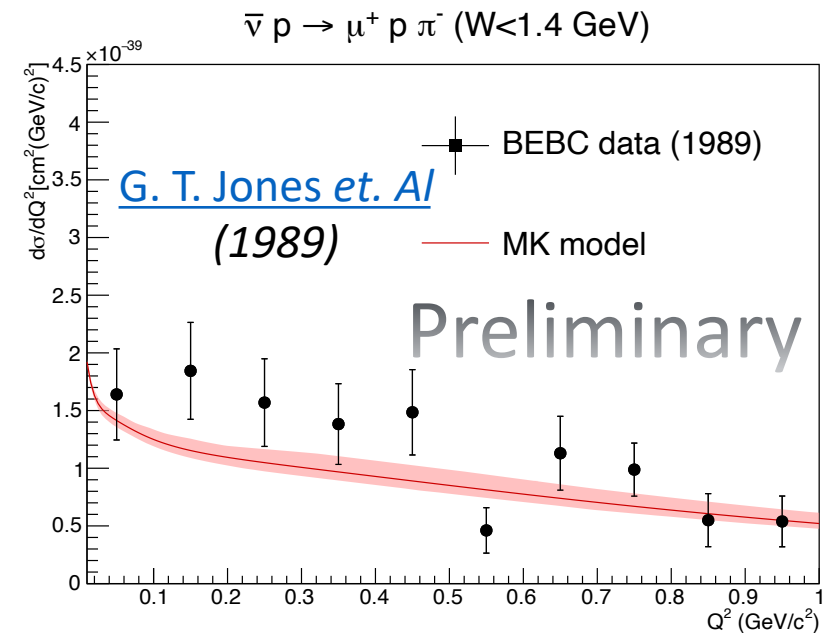 ν̅ p → μ⁺ p π⁻ (W<1.4 GeV)
×10⁻³⁹
dσ/dQ²[cm²(GeV/c)²]
4.5
4
3.5
3
2.5
2
1.5
1
0.5
0
BEBC data (1989)
G. T. Jones et. Al
(1989)
MK model
Preliminary
0.1 0.2 0.3 0.4 0.5 0.6 0.7 0.8 0.9 1
Q² (GeV/c²)